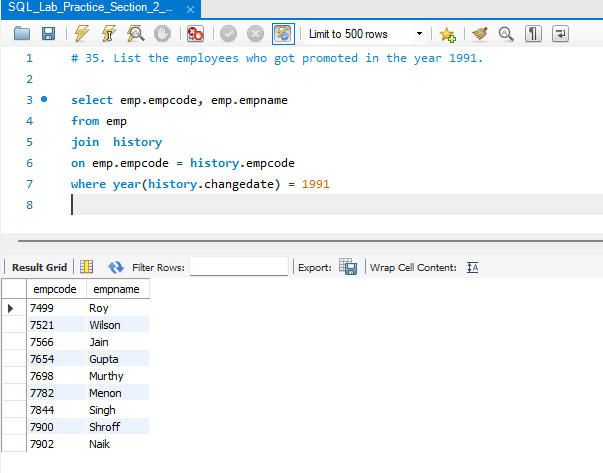 SQL_Lab_Practice_Section_2_...
Limit to 500 rows
1 # 35. List the employees who got promoted in the year 1991.
2
3 select emp.empcode, emp.empname
4 from emp
5 join  history
6 on emp.empcode = history.empcode
7 where year(history.changedate) = 1991
8
Result Grid Filter Rows: Export: Wrap Cell Content: IA
empcode empname
7499 Roy
7521 Wilson
7566 Jain
7654 Gupta
7698 Murthy
7782 Menon
7844 Singh
7900 Shroff
7902 Naik